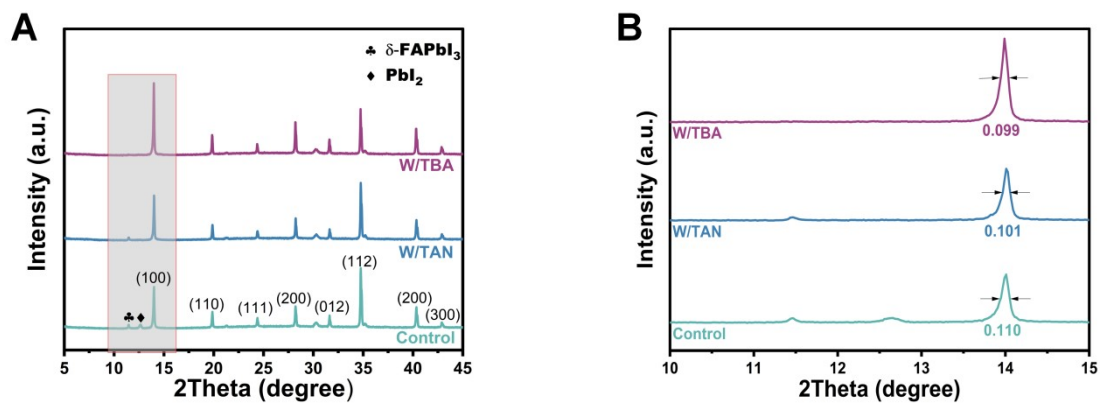 A
♣ δ-FAPbI3
♦ PbI2
W/TBA
W/TAN
(100)
(110)
(111)
(200)
(012)
(112)
(200)
(300)
♣ ♦
Control
Intensity (a.u.)
5 10 15 20 25 30 35 40 45
2Theta (degree)
B
W/TBA
0.099
W/TAN
0.101
Control
0.110
Intensity (a.u.)
10 11 12 13 14 15
2Theta (degree)